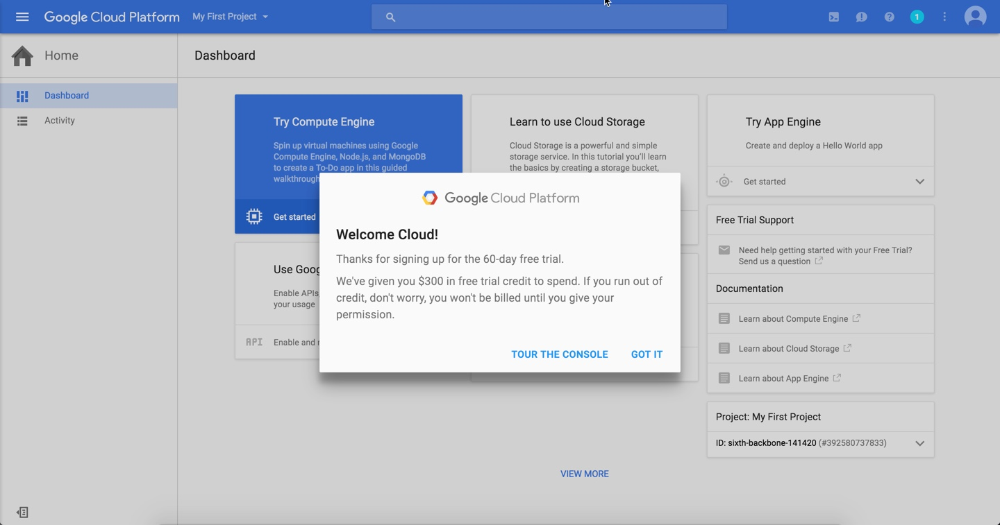 Google Cloud Platform
My First Project
1
Home
Dashboard
Dashboard
Activity
Try Compute Engine
Spin up virtual machines using Google
Compute Engine, Node.js, and MongoDB
to create a To-Do app in this guided
walkthrough
Get started
Learn to use Cloud Storage
Cloud Storage is a powerful and simple
storage service. In this tutorial you'll learn
the basics by creating a storage bucket,
Try App Engine
Create and deploy a Hello World app
Get started
Use Goog
Enable APIs,
your usage
API
Enable and
Google Cloud Platform
Welcome Cloud!
Thanks for signing up for the 60-day free trial.
We've given you $300 in free trial credit to spend. If you run out of
credit, don't worry, you won't be billed until you give your
permission.
TOUR THE CONSOLE
GOT IT
Free Trial Support
Need help getting started with your Free Trial?
Send us a question
Documentation
Learn about Compute Engine
Learn about Cloud Storage
Learn about App Engine
Project: My First Project
ID: sixth-backbone-141420 (#392580737833)
VIEW MORE